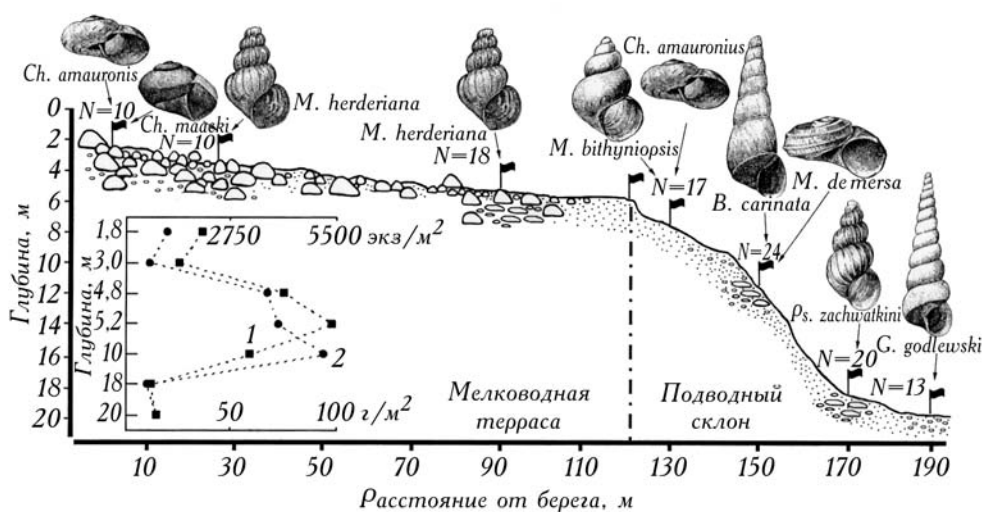 Ch. amauronis
N=10
Ch. maacki
N=10
M. herderiana
M. herderiana
N=18
Ch. amauronius
M. bithyniopsis
N=17
B. carinata
M. demersa
N=24
ps. zachwatkini
N=20
G. godlewski
N=13
Глубина, м
0
2
4
6
8
10
12
14
16
18
20
Глубина, м
1,8
3,0
4,8
5,2
10
18
20
2750
5500 экз/м²
1
2
50
100 г/м²
Мелководная
терраса
Подводный
склон
10
30
50
70
90
110
130
150
170
190
Расстояние от берега, м